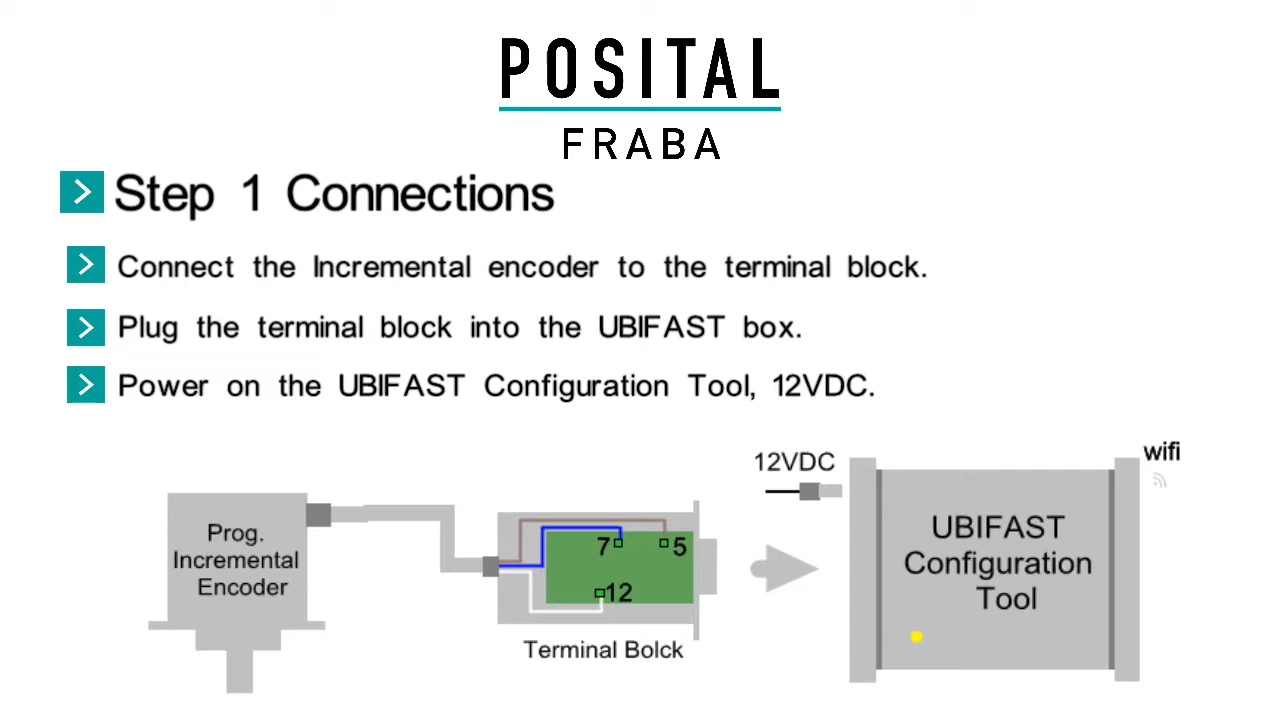 POSITAL
FRABA
Step 1 Connections
Connect the Incremental encoder to the terminal block.
Plug the terminal block into the UBIFAST box.
Power on the UBIFAST Configuration Tool, 12VDC.
Prog.
Incremental
Encoder
7
5
12
Terminal Bolck
12VDC
wifi
UBIFAST
Configuration
Tool